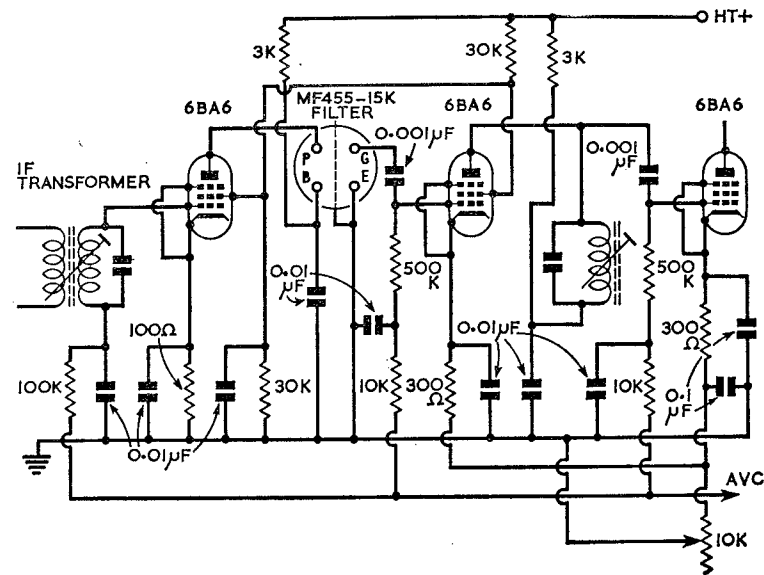 HT+
3K
30K
3K
MF455-15K
FILTER
6BA6
6BA6
6BA6
0.001µF
0.001
µF
IF
TRANSFORMER
P
G
B
E
0.01
µF
500
K
500
K
100Ω
0.01µF
300
Ω
100K
30K
10K
300
Ω
10K
0.1
µF
0.01µF
AVC
10K